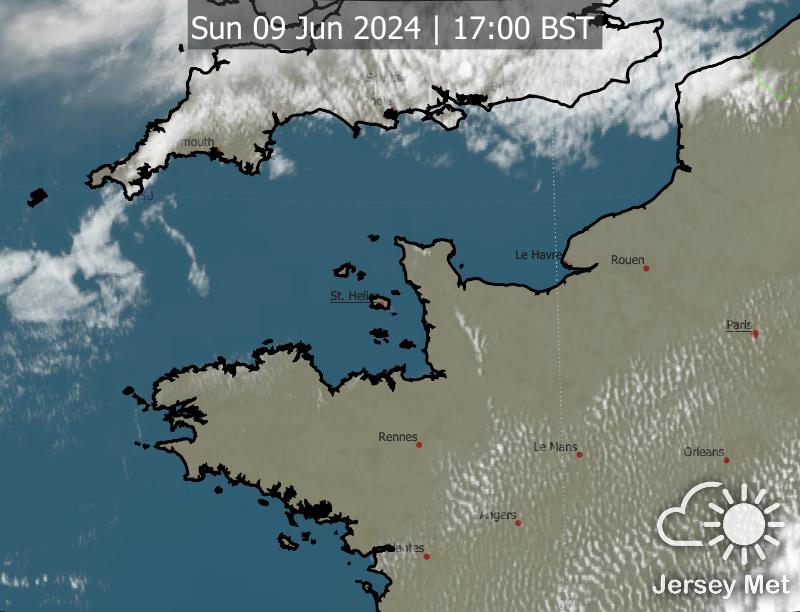 Sun 09 Jun 2024 | 17:00 BST
mouth
50
Le Havre
Rouen
St. Helier
Paris
Rennes
Le Mans
Orleans
Angers
Nantes
Jersey Met